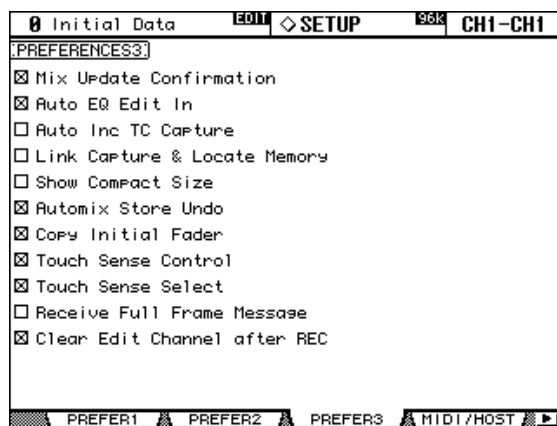 0 Initial Data EDIT ◇SETUP 96k CH1-CH1
PREFERENCES3
☒ Mix Update Confirmation
☒ Auto EQ Edit In
☐ Auto Inc TC Capture
☐ Link Capture & Locate Memory
☐ Show Compact Size
☒ Automix Store Undo
☒ Copy Initial Fader
☒ Touch Sense Control
☒ Touch Sense Select
☐ Receive Full Frame Message
☒ Clear Edit Channel after REC
PREFER1 PREFER2 PREFER3 MIDI/HOST